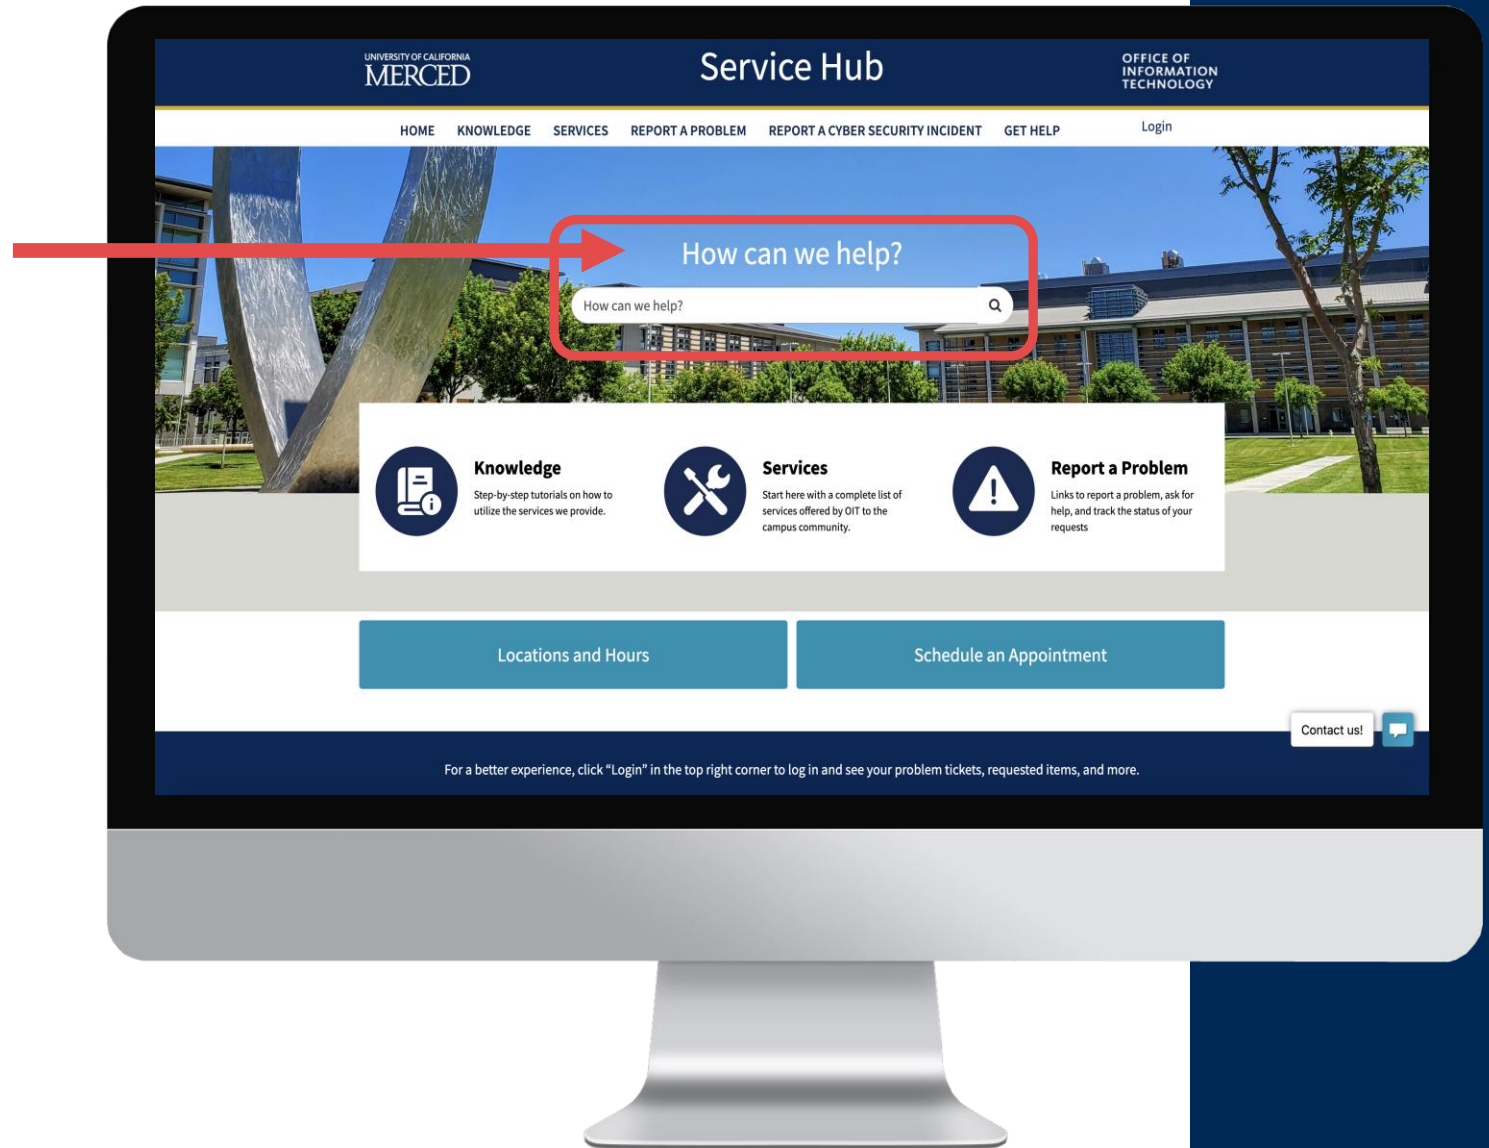 UNIVERSITY OF CALIFORNIA
MERCED
Service Hub
OFFICE OF
INFORMATION
TECHNOLOGY
HOME KNOWLEDGE SERVICES REPORT A PROBLEM REPORT A CYBER SECURITY INCIDENT GET HELP Login
How can we help?
How can we help?
Knowledge
Step-by-step tutorials on how to
utilize the services we provide.
Services
Start here with a complete list of
services offered by OIT to the
campus community.
Report a Problem
Links to report a problem, ask for
help, and track the status of your
requests
Locations and Hours
Schedule an Appointment
Contact us!
For a better experience, click “Login” in the top right corner to log in and see your problem tickets, requested items, and more.